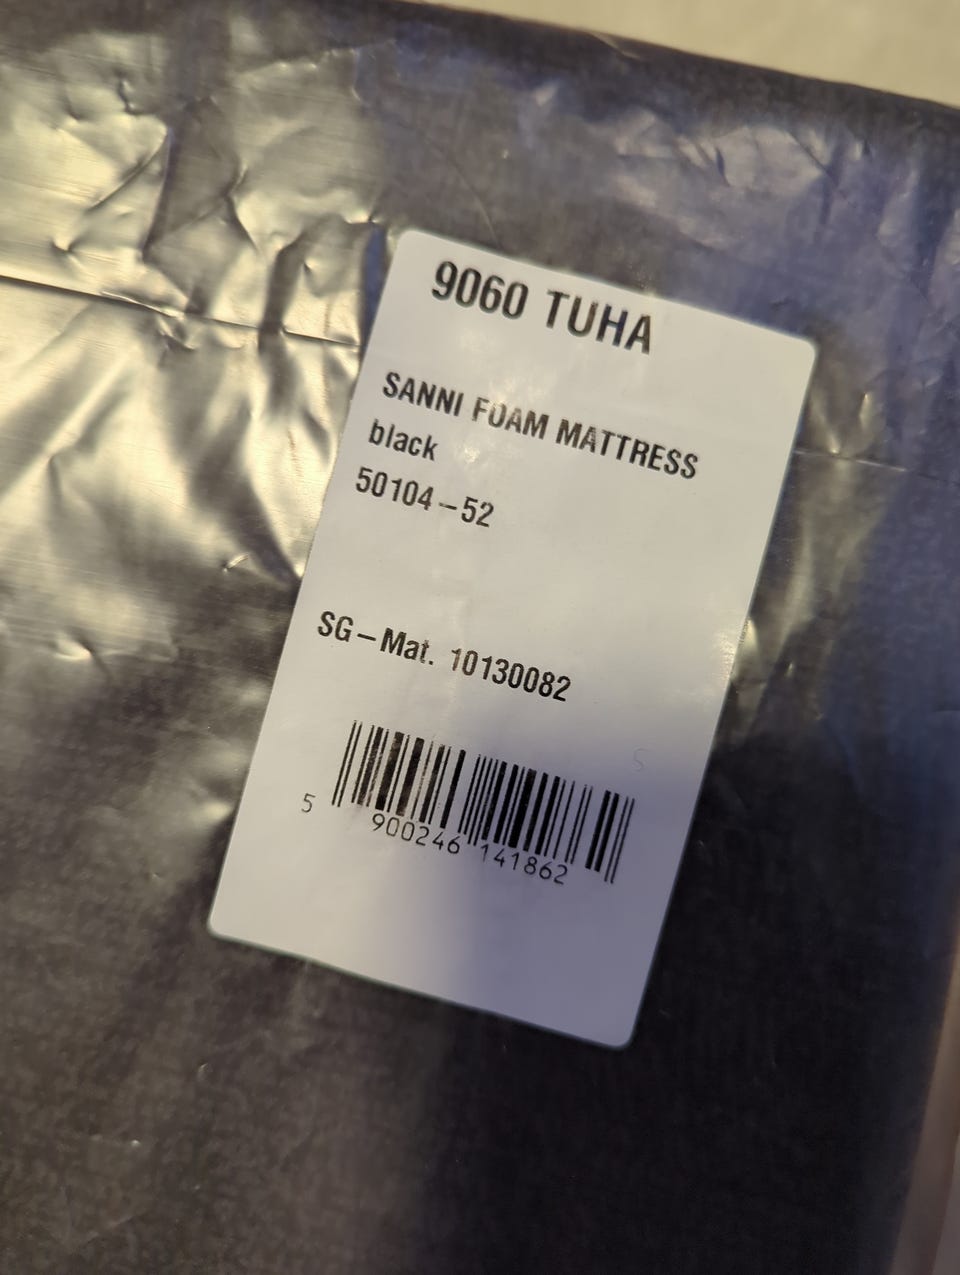 9060 TUHA
SANNI FOAM MATTRESS
black
50104-52
SG-Mat. 10130082
5 900246 141862